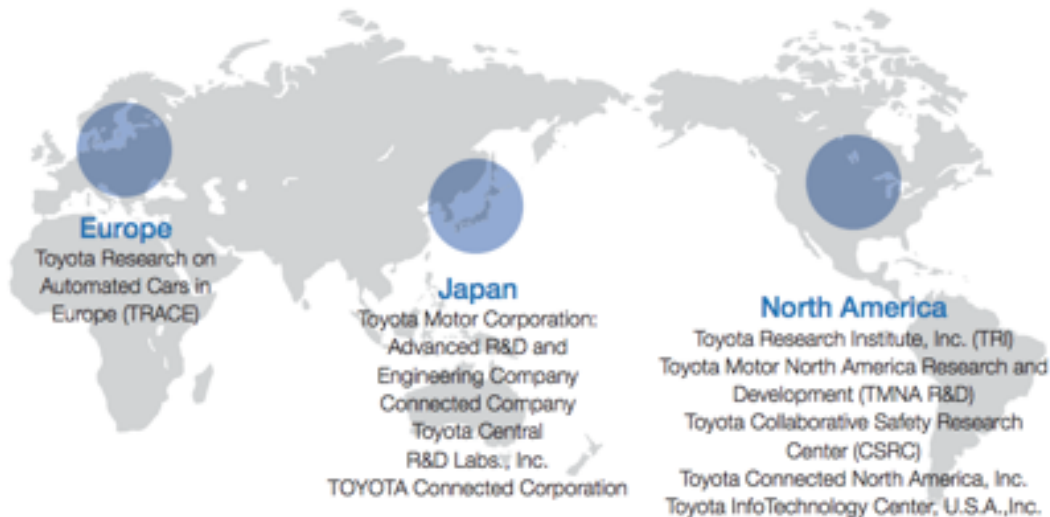 Europe
Toyota Research on
Automated Cars in
Europe (TRACE)
Japan
Toyota Motor Corporation:
Advanced R&D and
Engineering Company
Connected Company
Toyota Central
R&D Labs., Inc.
TOYOTA Connected Corporation
North America
Toyota Research Institute, Inc. (TRI)
Toyota Motor North America Research and
Development (TMNA R&D)
Toyota Collaborative Safety Research
Center (CSRC)
Toyota Connected North America, Inc.
Toyota InfoTechnology Center, U.S.A.,Inc.